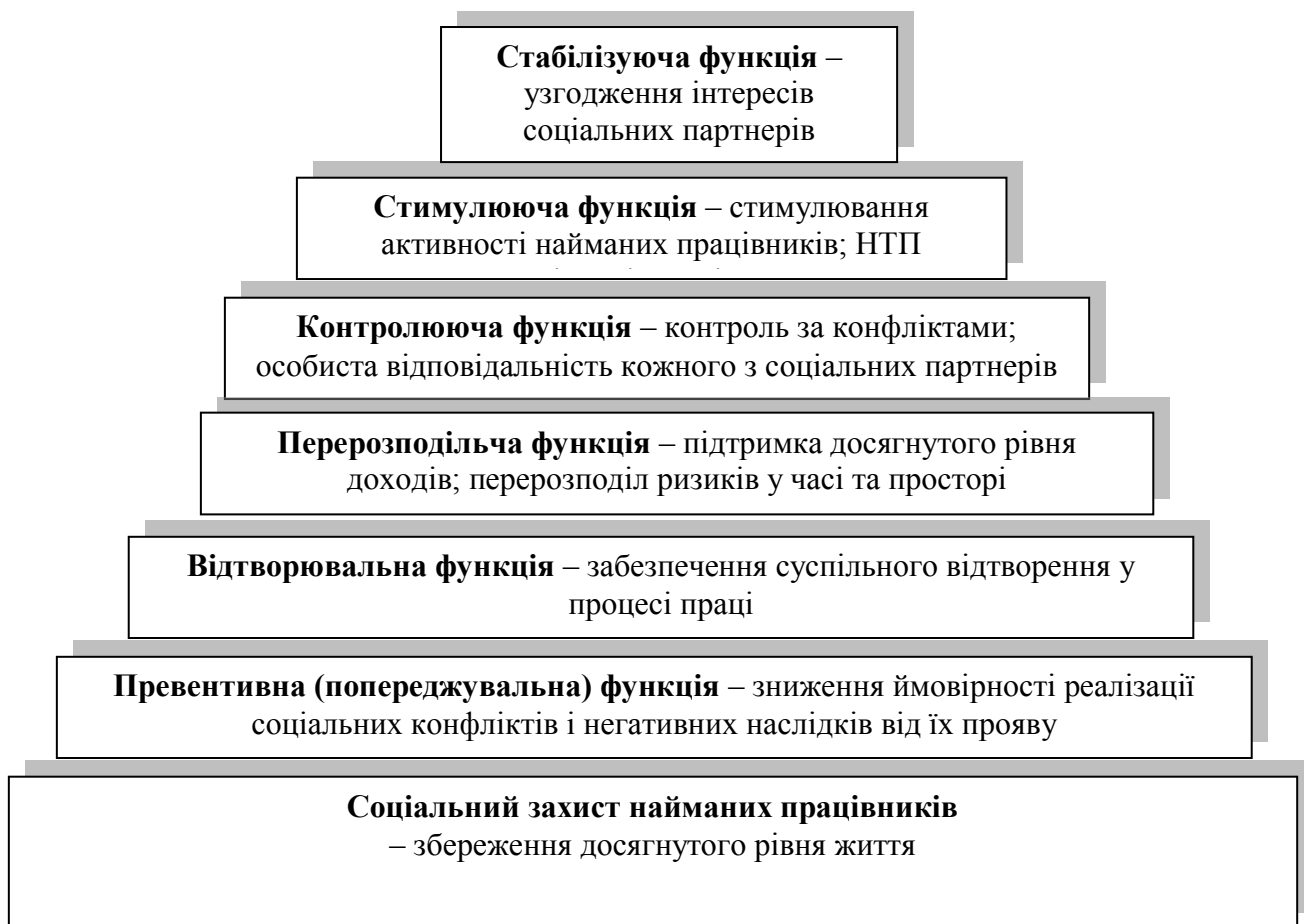 Стабілізуюча функція –
узгодження інтересів
соціальних партнерів
Стимулююча функція – стимулювання
активності найманих працівників; НТП
Контролююча функція – контроль за конфліктами;
особиста відповідальність кожного з соціальних партнерів
Перерозподільча функція – підтримка досягнутого рівня
доходів; перерозподіл ризиків у часі та просторі
Відтворювальна функція – забезпечення суспільного відтворення у
процесі праці
Превентивна (попереджувальна) функція – зниження ймовірності реалізації
соціальних конфліктів і негативних наслідків від їх прояву
Соціальний захист найманих працівників
– збереження досягнутого рівня життя